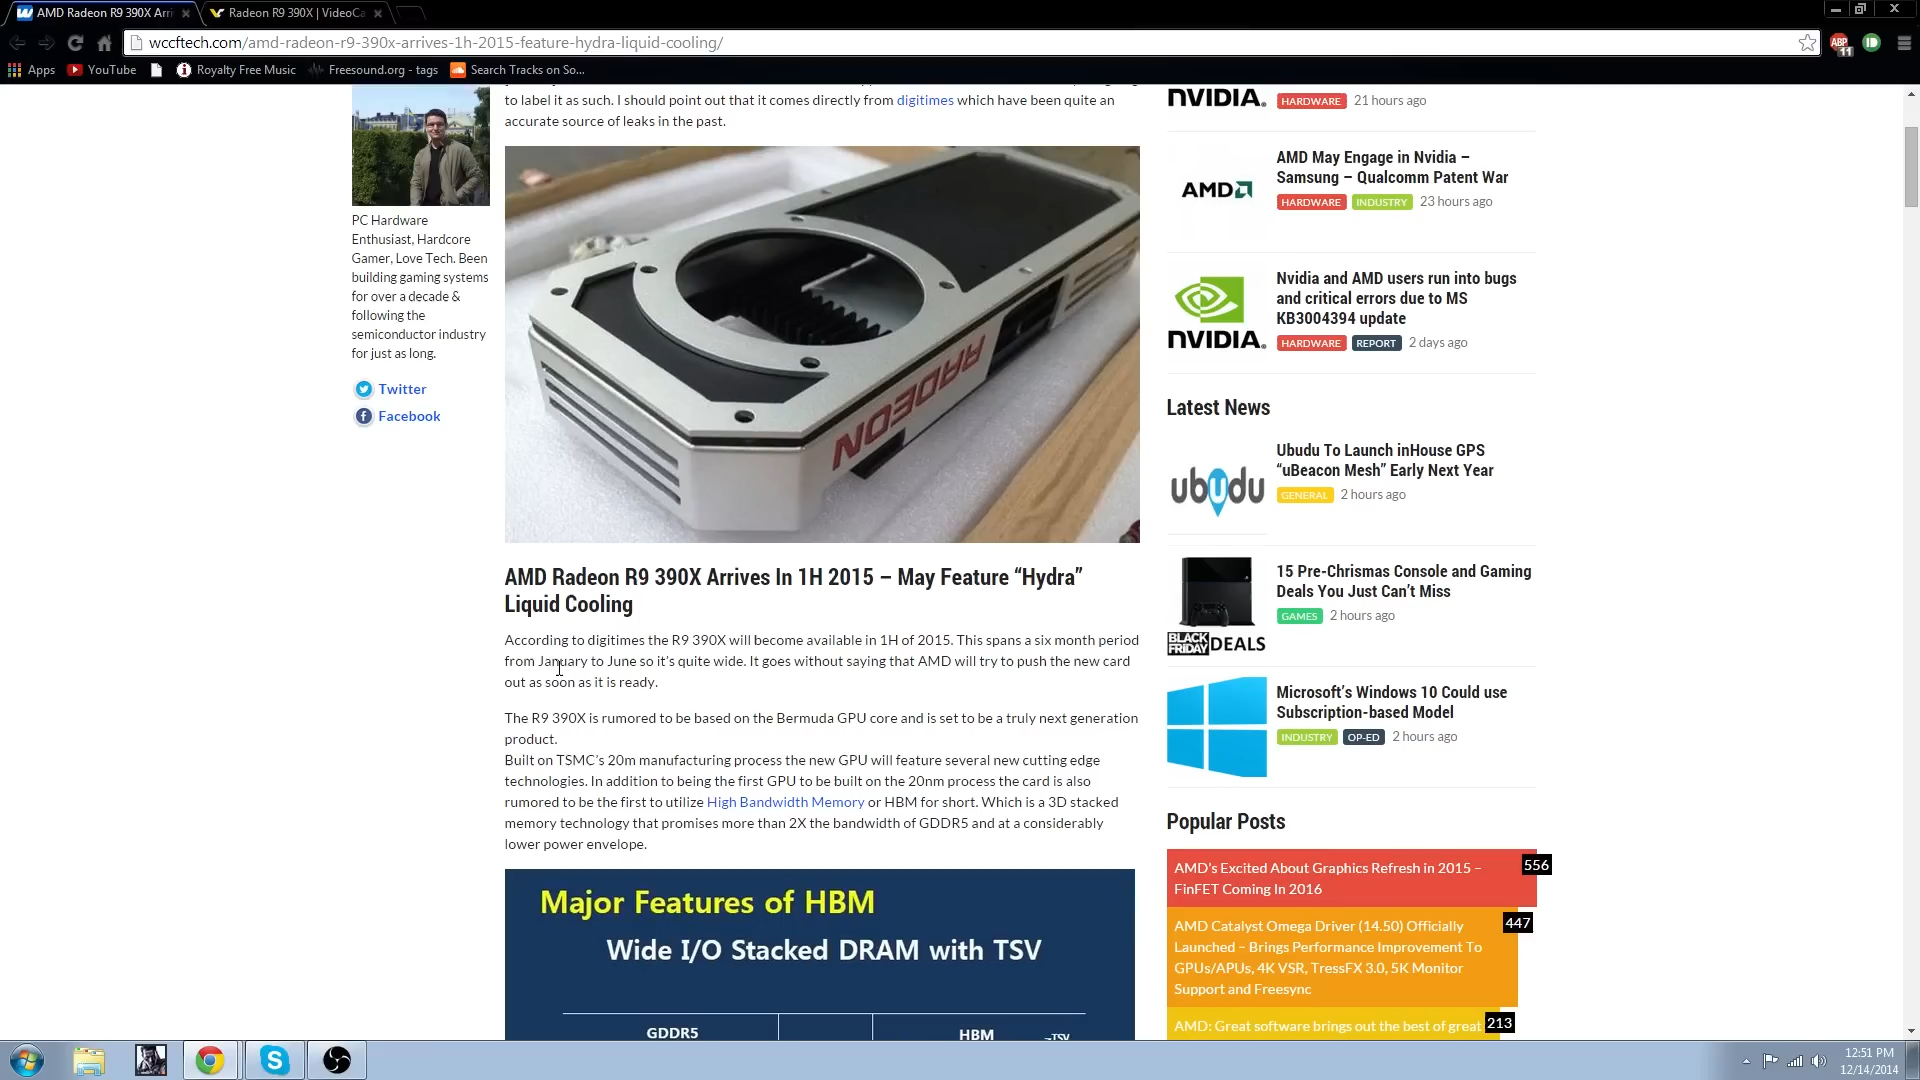 AMD Radeon R9 390X Arri
Radeon R9 390X | VideoCa
wccftech.com/amd-radeon-r9-390x-arrives-1h-2015-feature-hydra-liquid-cooling/
ABP
11
Apps
YouTube
Royalty Free Music
Freesound.org - tags
Search Tracks on So...
to label it as such. I should point out that it comes directly from digitimes which have been quite an
accurate source of leaks in the past.
PC Hardware
Enthusiast, Hardcore
Gamer, Love Tech. Been
building gaming systems
for over a decade &
following the
semiconductor industry
for just as long.
Twitter
Facebook
RADEON
AMD Radeon R9 390X Arrives In 1H 2015 – May Feature “Hydra”
Liquid Cooling
According to digitimes the R9 390X will become available in 1H of 2015. This spans a six month period
from January to June so it’s quite wide. It goes without saying that AMD will try to push the new card
out as soon as it is ready.
The R9 390X is rumored to be based on the Bermuda GPU core and is set to be a truly next generation
product.
Built on TSMC’s 20m manufacturing process the new GPU will feature several new cutting edge
technologies. In addition to being the first GPU to be built on the 20nm process the card is also
rumored to be the first to utilize High Bandwidth Memory or HBM for short. Which is a 3D stacked
memory technology that promises more than 2X the bandwidth of GDDR5 and at a considerably
lower power envelope.
Major Features of HBM
Wide I/O Stacked DRAM with TSV
GDDR5
HBM
TSV
NVIDIA.
HARDWARE 21 hours ago
AMD
AMD May Engage in Nvidia –
Samsung – Qualcomm Patent War
HARDWARE INDUSTRY 23 hours ago
NVIDIA.
Nvidia and AMD users run into bugs
and critical errors due to MS
KB3004394 update
HARDWARE REPORT 2 days ago
Latest News
ubudu
Ubudu To Launch inHouse GPS
“uBeacon Mesh” Early Next Year
GENERAL 2 hours ago
BLACK
FRIDAY DEALS
15 Pre-Chrismas Console and Gaming
Deals You Just Can’t Miss
GAMES 2 hours ago
Microsoft’s Windows 10 Could use
Subscription-based Model
INDUSTRY OP-ED 2 hours ago
Popular Posts
AMD’s Excited About Graphics Refresh in 2015 –
FinFET Coming In 2016
556
AMD Catalyst Omega Driver (14.50) Officially
Launched – Brings Performance Improvement To
GPUs/APUs, 4K VSR, TressFX 3.0, 5K Monitor
Support and Freesync
447
AMD: Great software brings out the best of great
213
12:51 PM
12/14/2014